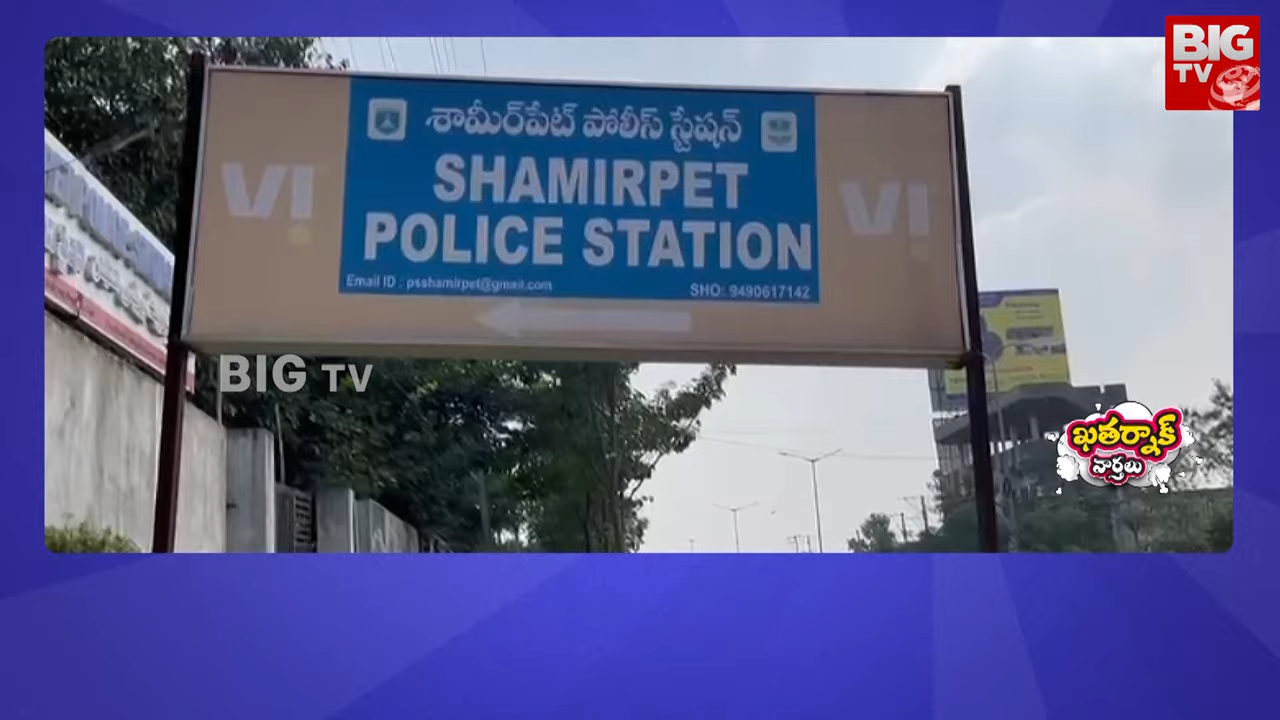 BIG
TV
శామీర్‌పేట్ పోలీస్ స్టేషన్
SHAMIRPET
POLICE STATION
Email ID : psshamirpet@gmail.com
SHO: 9490617142
VI
VI
BIG TV
ఖతర్నాక్
వార్తలు